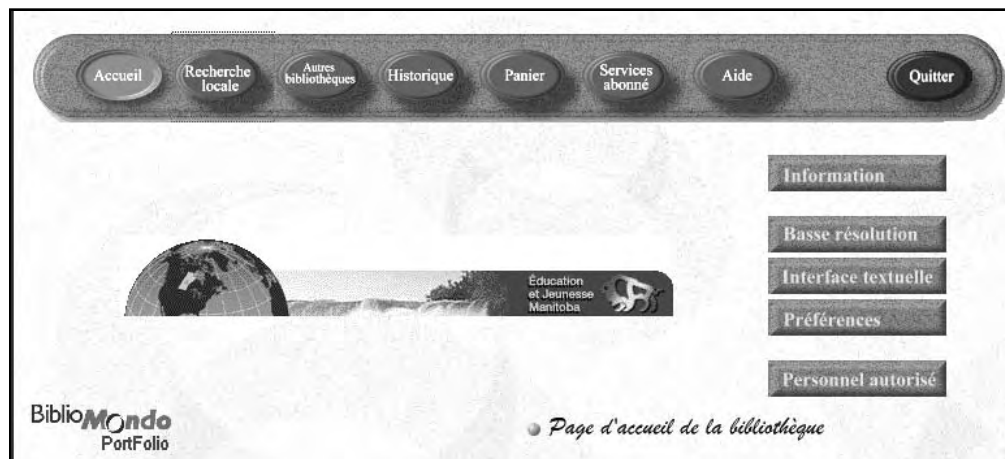 Accueil
Recherche
locale
Autres
bibliothèques
Historique
Panier
Services
abonné
Aide
Quitter
Information
Basse résolution
Interface textuelle
Préférences
Personnel autorisé
Éducation
et Jeunesse
Manitoba
BiblioMondo
PortFolio
Page d'accueil de la bibliothèque